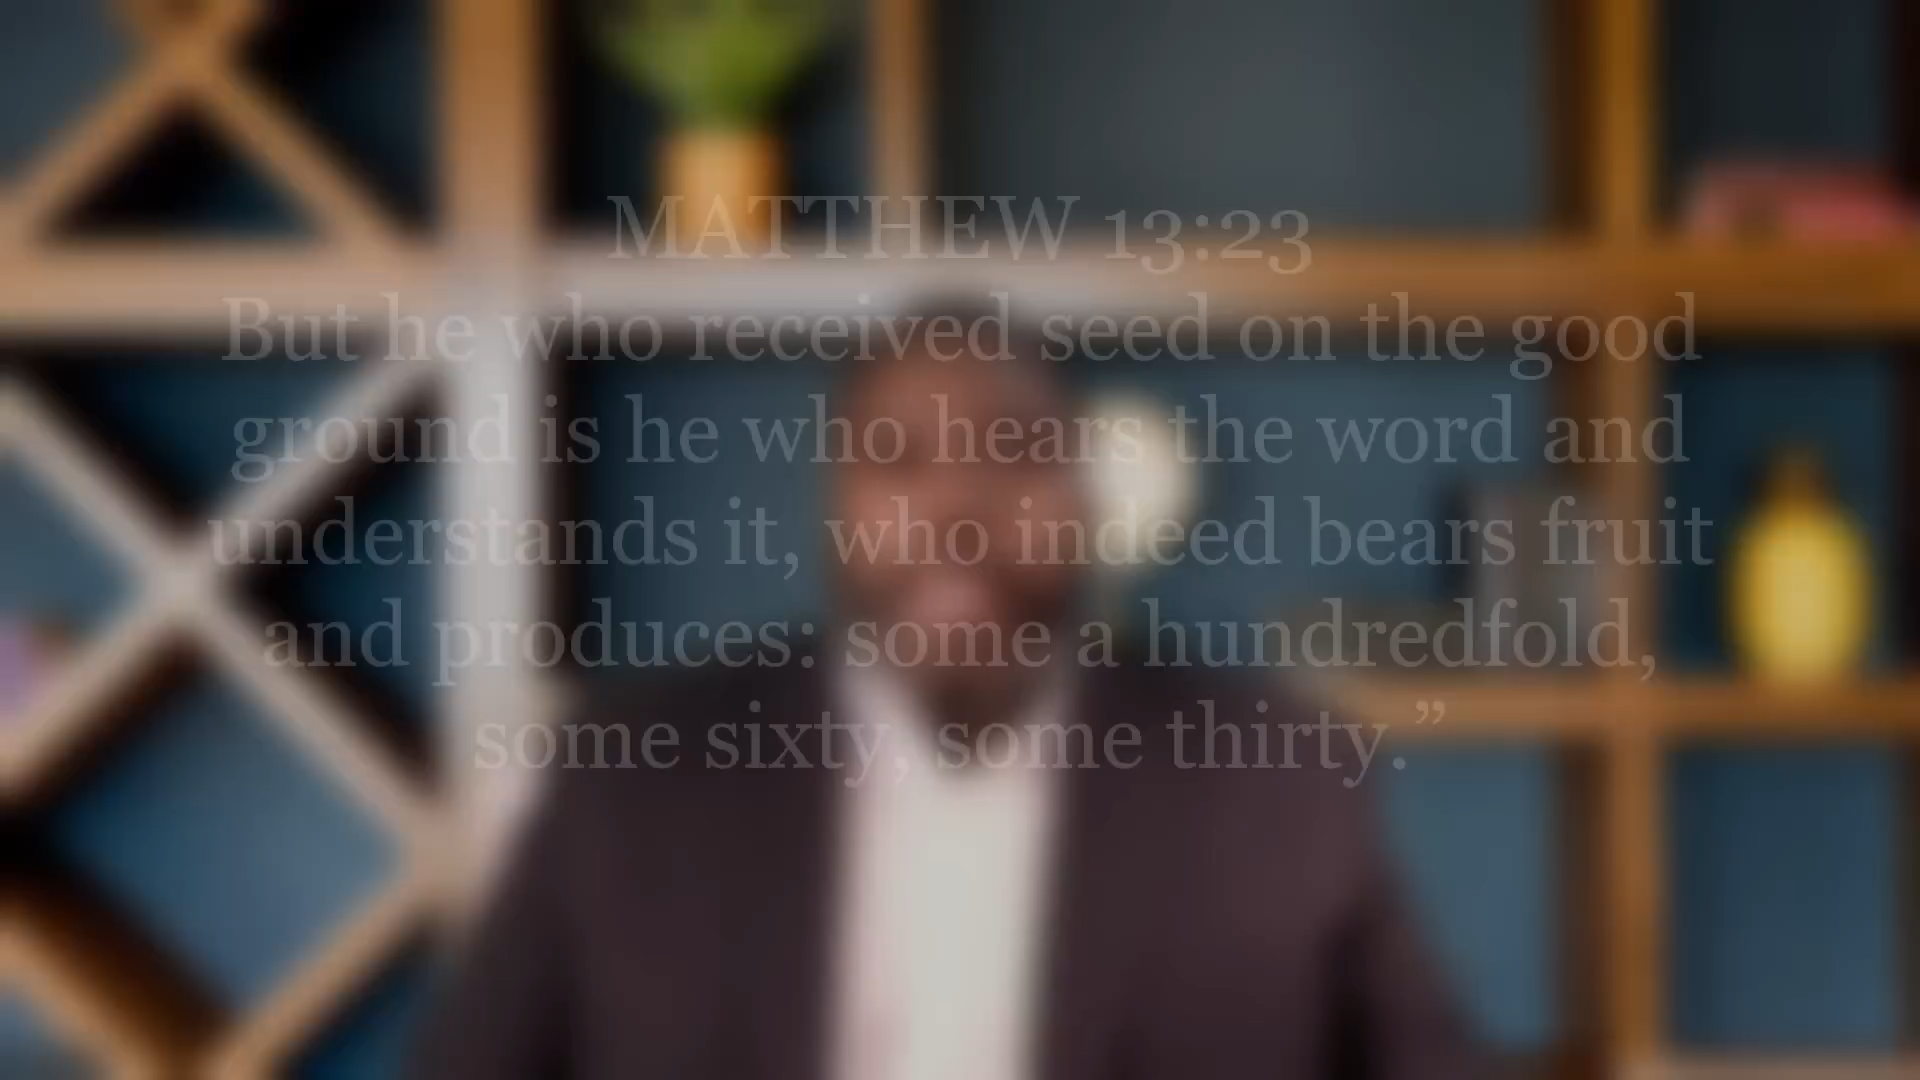 MATTHEW 13:23
But he who received seed on the good
ground is he who hears the word and
understands it, who indeed bears fruit
and produces: some a hundredfold,
some sixty, some thirty.”